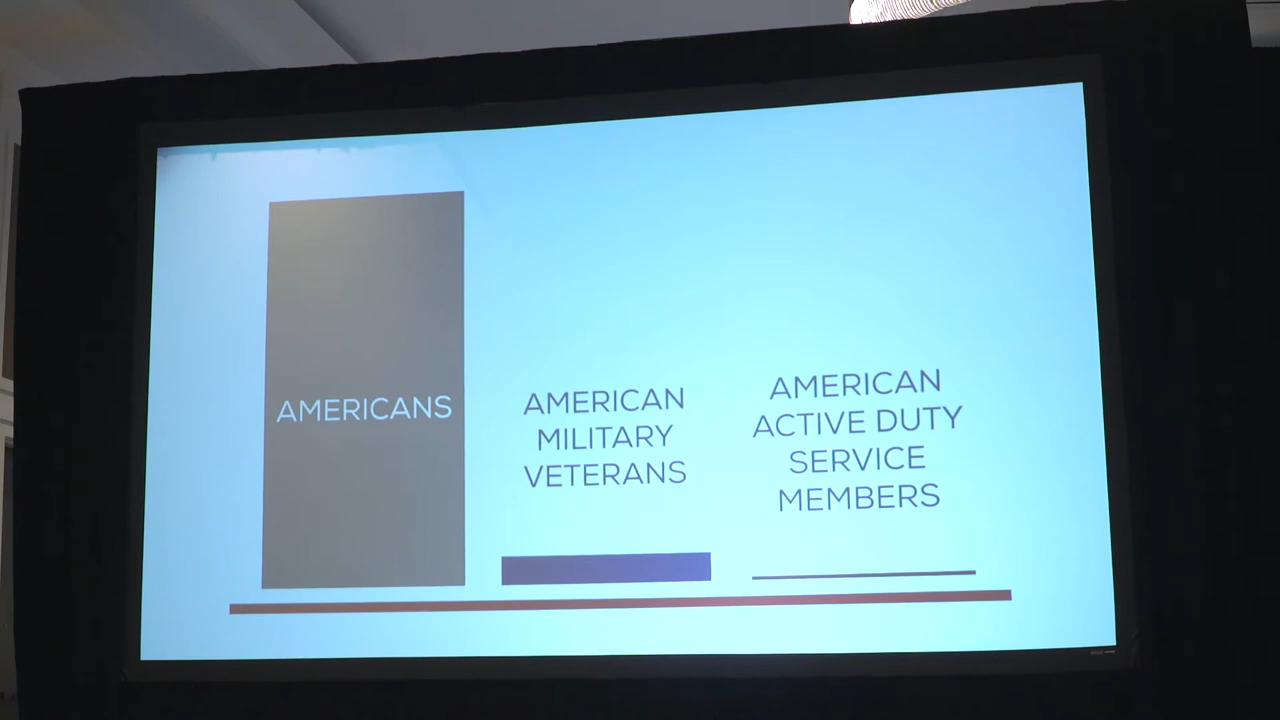 AMERICANS
AMERICAN
MILITARY
VETERANS
AMERICAN
ACTIVE DUTY
SERVICE
MEMBERS